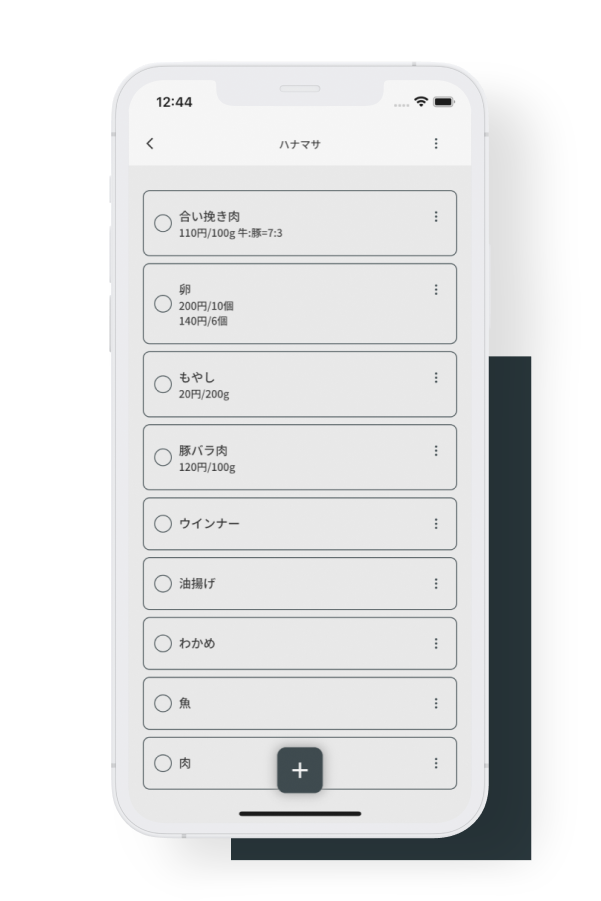 12:44
ハナマサ
合い挽き肉
110円/100g 牛:豚=7:3
卵
200円/10個
140円/6個
もやし
20円/200g
豚バラ肉
120円/100g
ウインナー
油揚げ
わかめ
魚
肉